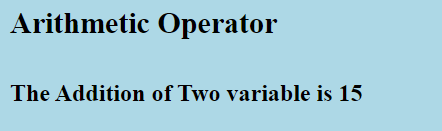 Arithmetic Operator
The Addition of Two variable is 15